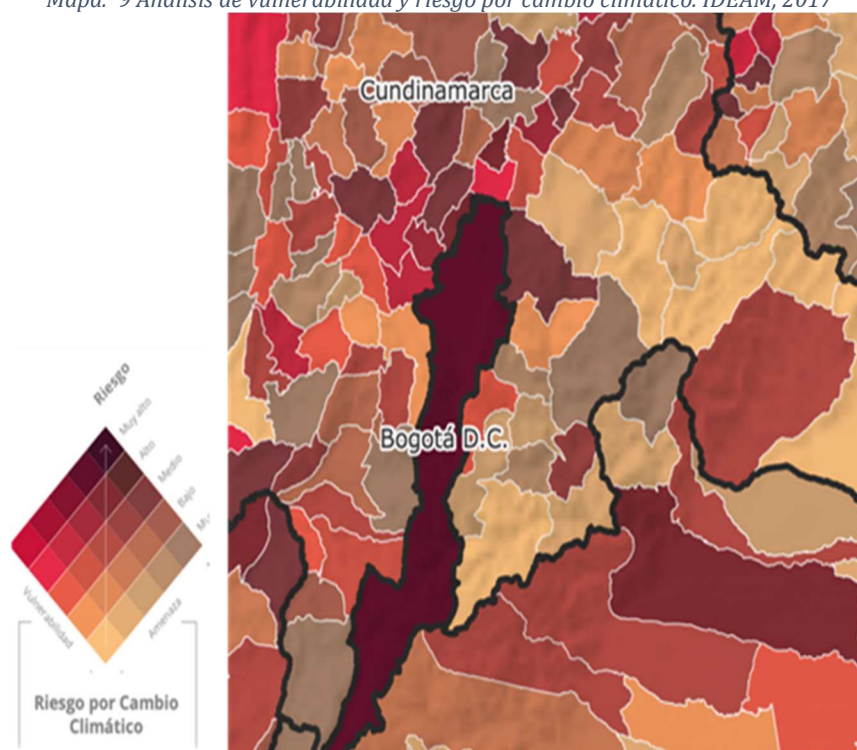 Mapa. 9 Análisis de vulnerabilidad y riesgo por cambio climático. IDEAM, 2017
Cundinamarca
Bogotá D.C.
Riesgo
Muy alto
Alto
Medio
Bajo
Vulnerabilidad
Amenaza
Riesgo por Cambio
Climático